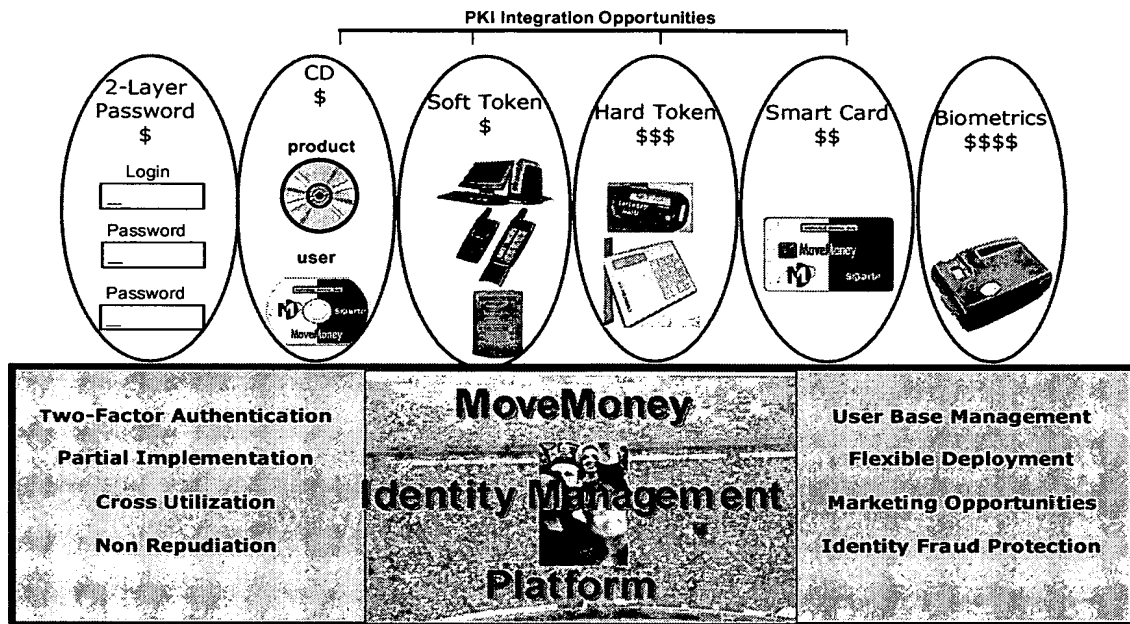 PKI Integration Opportunities
2-Layer
Password
$
Login
Password
Password
CD
$
product
user
MoveMoney
Soft Token
$
Hard Token
$$$
Smart Card
$$
MoveMoney
Biometrics
$$$$
Two-Factor Authentication
Partial Implementation
Cross Utilization
Non Repudiation
MoveMoney
Identity Management
Platform
User Base Management
Flexible Deployment
Marketing Opportunities
Identity Fraud Protection